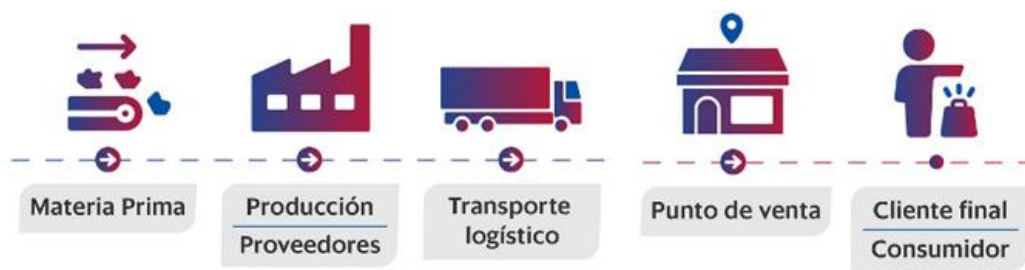 Materia Prima
Producción
Proveedores
Transporte
logístico
Punto de venta
Cliente final
Consumidor